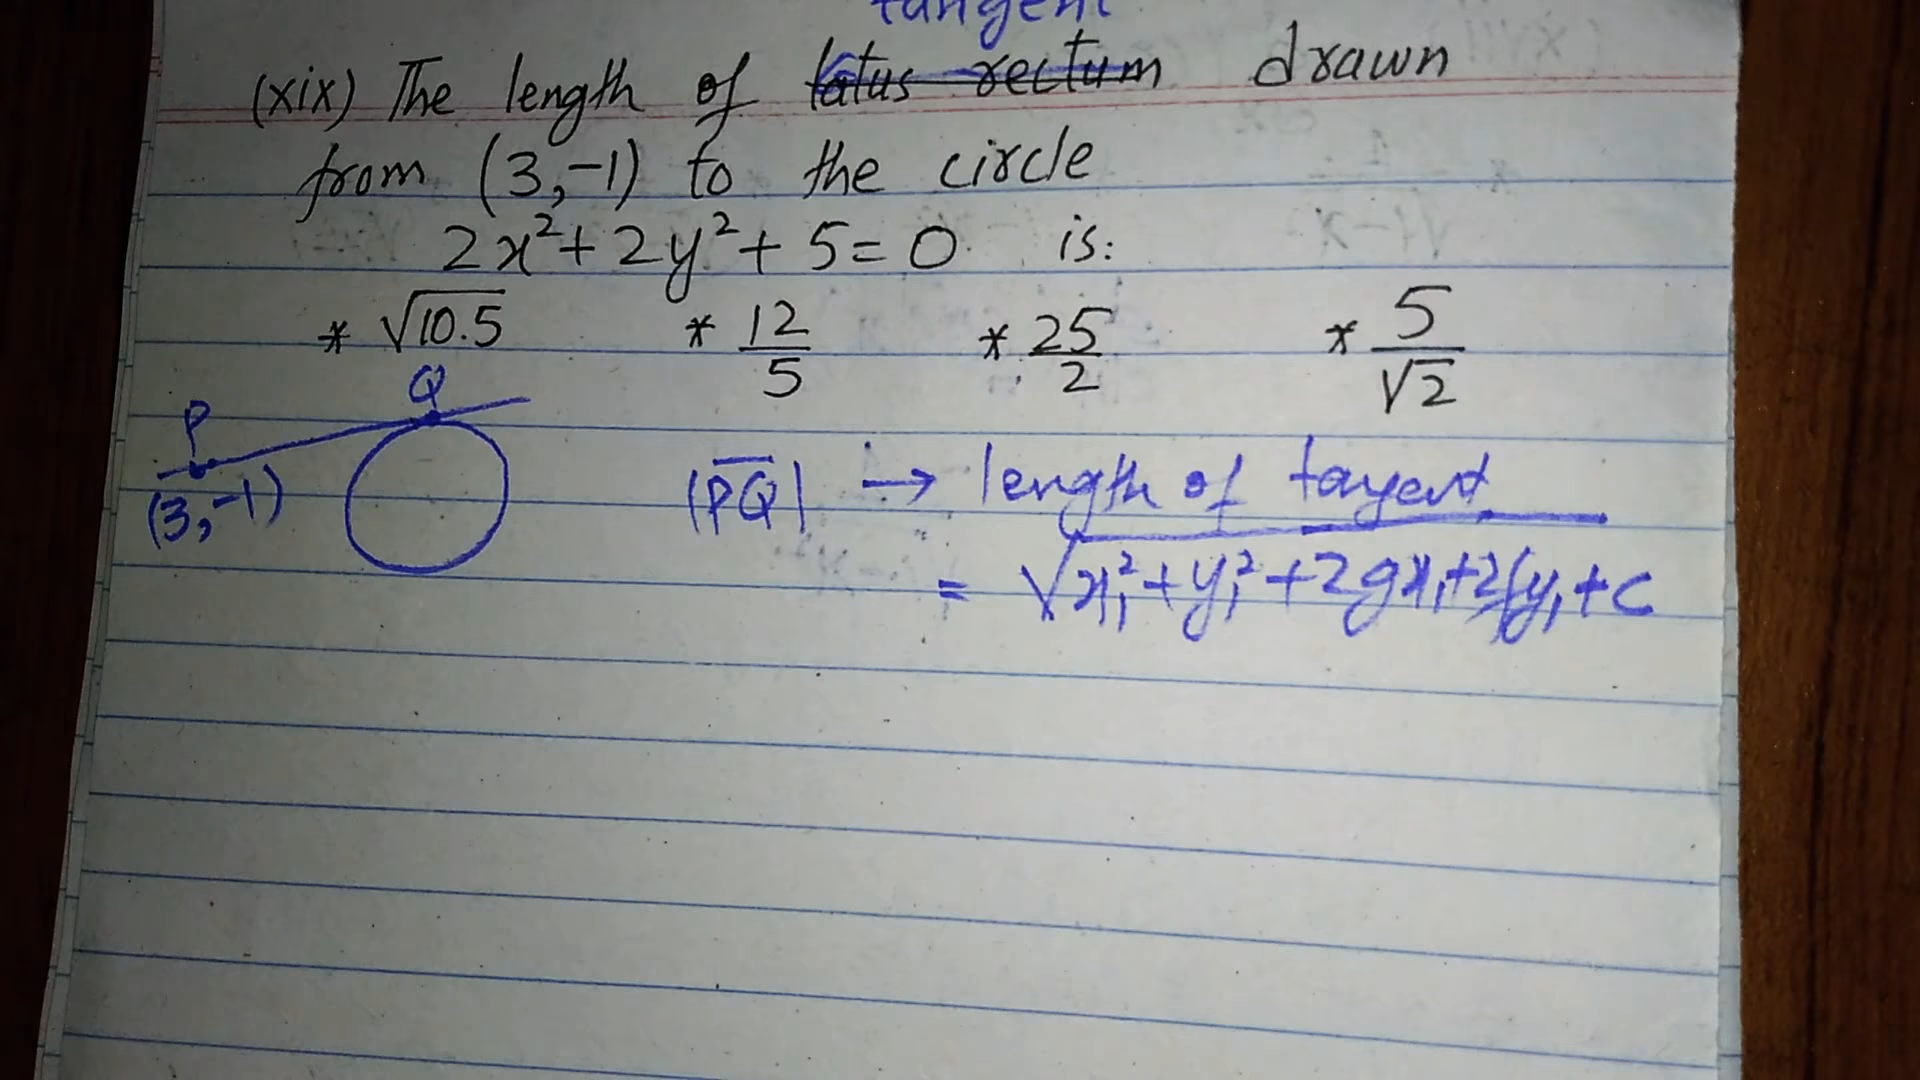 tangent
(xix) The length of latus rectum drawn
from (3,-1) to the circle
2x²+2y²+5=0 is:
* √10.5 * 12/5 * 25/2 * 5/√2
P Q
(3,-1) |PQ| → length of tangent
= √x₁²+y₁²+2gx₁+2fy₁+c